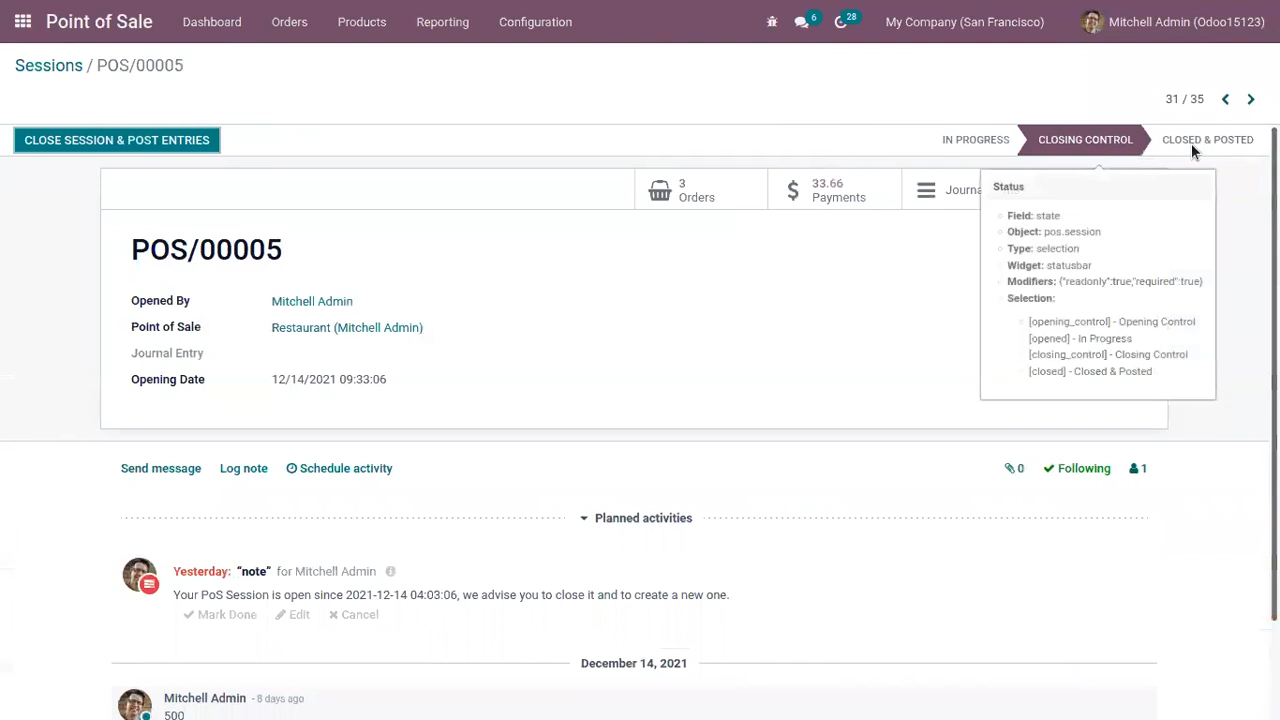 Point of Sale Dashboard Orders Products Reporting Configuration 6 28 My Company (San Francisco) Mitchell Admin (Odoo15123)
Sessions / POS/00005
31 / 35
CLOSE SESSION & POST ENTRIES IN PROGRESS CLOSING CONTROL CLOSED & POSTED
3
Orders
33.66
Payments
Journa
Status
Field: state
Object: pos.session
Type: selection
Widget: statusbar
Modifiers: {"readonly":true,"required":true}
Selection:
[opening_control] - Opening Control
[opened] - In Progress
[closing_control] - Closing Control
[closed] - Closed & Posted
POS/00005
Opened By Mitchell Admin
Point of Sale Restaurant (Mitchell Admin)
Journal Entry
Opening Date 12/14/2021 09:33:06
Send message Log note Schedule activity 0 Following 1
Planned activities
Yesterday: “note” for Mitchell Admin
Your PoS Session is open since 2021-12-14 04:03:06, we advise you to close it and to create a new one.
Mark Done Edit Cancel
December 14, 2021
Mitchell Admin - 8 days ago
500